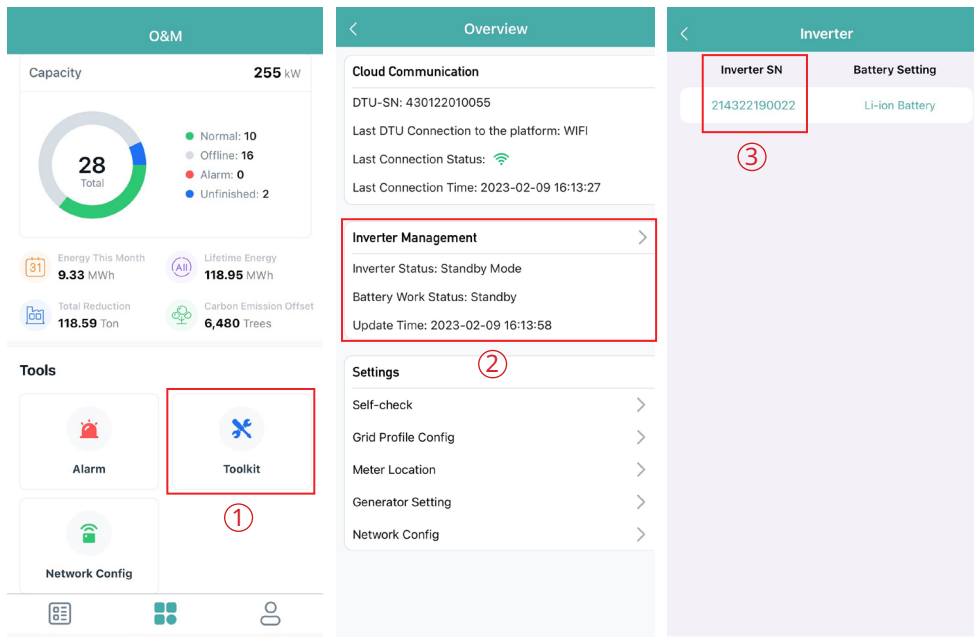 O&M
Capacity 255 kW
28
Total
Normal: 10
Offline: 16
Alarm: 0
Unfinished: 2
31
Energy This Month
9.33 MWh
All
Lifetime Energy
118.95 MWh
Total Reduction
118.59 Ton
Carbon Emission Offset
6,480 Trees
Tools
Alarm
Toolkit
①
Network Config
Overview
Cloud Communication
DTU-SN: 430122010055
Last DTU Connection to the platform: WIFI
Last Connection Status:
Last Connection Time: 2023-02-09 16:13:27
Inverter Management
Inverter Status: Standby Mode
Battery Work Status: Standby
Update Time: 2023-02-09 16:13:58
②
Settings
Self-check
Grid Profile Config
Meter Location
Generator Setting
Network Config
Inverter
Inverter SN Battery Setting
214322190022 Li-ion Battery
③